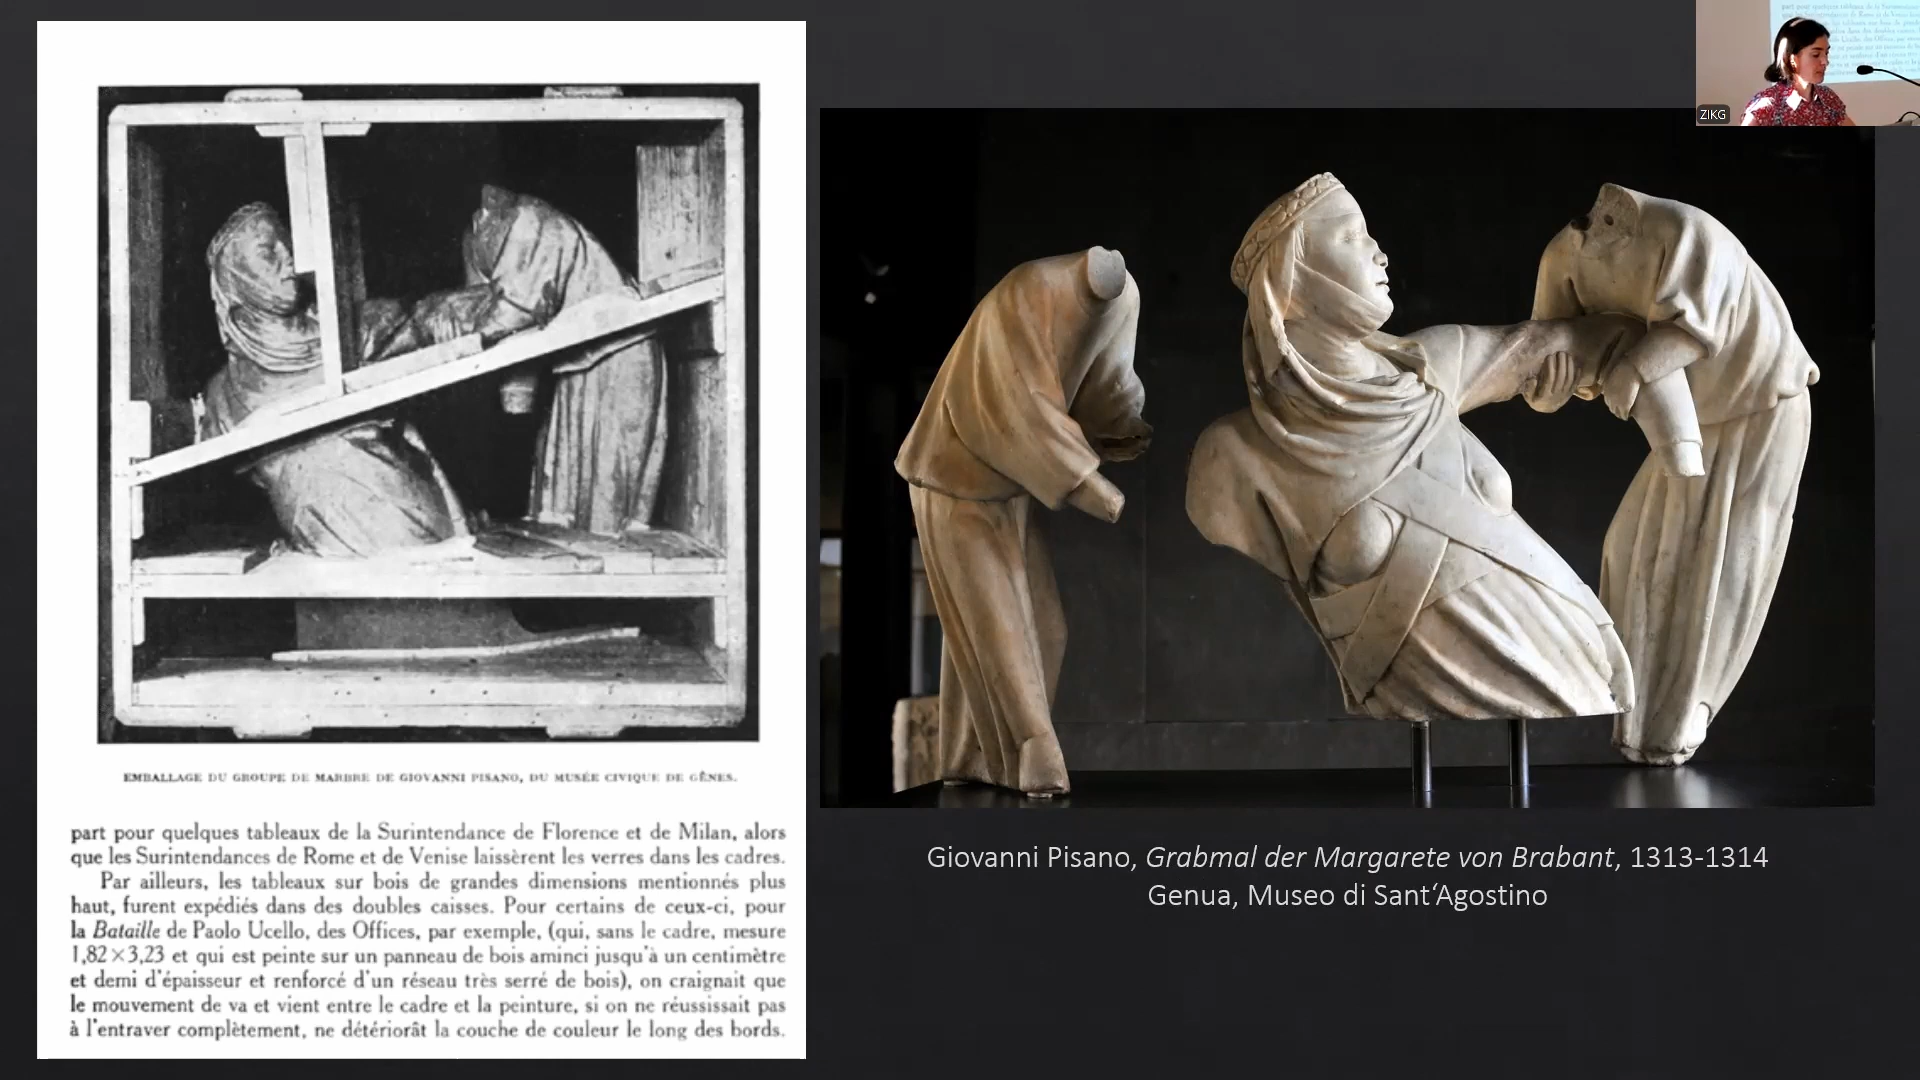 EMBALLAGE DU GROUPE DE MARBRE DE GIOVANNI PISANO, DU MUSÉE CIVIQUE DE GÊNES.
part pour quelques tableaux de la Surintendance de Florence et de Milan, alors
que les Surintendances de Rome et de Venise laissèrent les verres dans les cadres.
Par ailleurs, les tableaux sur bois de grandes dimensions mentionnés plus
haut, furent expédiés dans des doubles caisses. Pour certains de ceux-ci, pour
la Bataille de Paolo Ucello, des Offices, par exemple, (qui, sans le cadre, mesure
1,82×3,23 et qui est peinte sur un panneau de bois aminci jusqu'à un centimètre
et demi d'épaisseur et renforcé d'un réseau très serré de bois), on craignait que
le mouvement de va et vient entre le cadre et la peinture, si on ne réussissait pas
à l'entraver complètement, ne détériorât la couche de couleur le long des bords.
Giovanni Pisano, Grabmal der Margarete von Brabant, 1313-1314
Genua, Museo di Sant‘Agostino
ZIKG